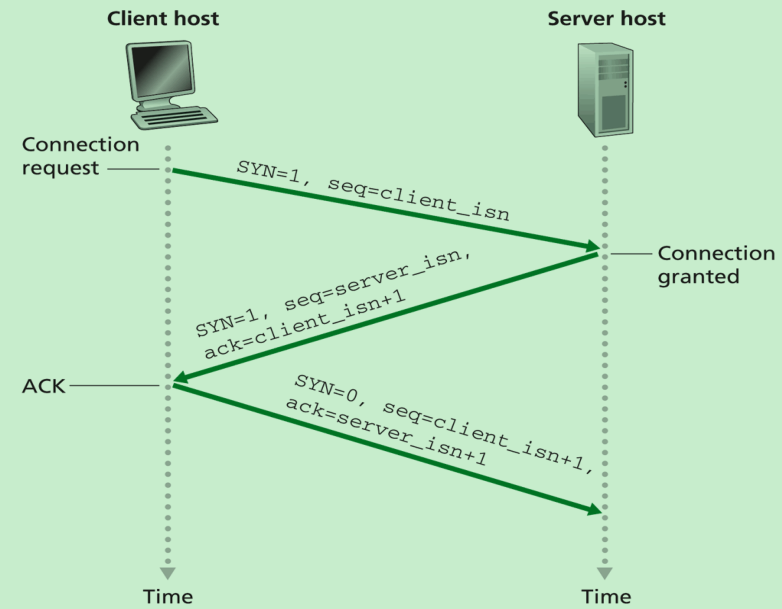 Client host
Server host
Connection
request
SYN=1, seq=client_isn
Connection
granted
SYN=1, seq=server_isn,
ack=client_isn+1
ACK
SYN=0, seq=client_isn+1,
ack=server_isn+1
Time
Time